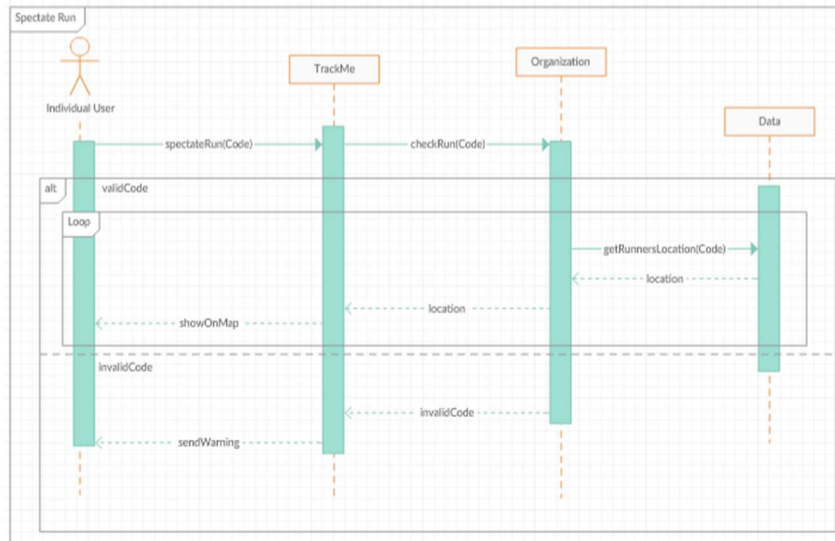 Spectate Run
Individual User
TrackMe
Organization
Data
spectateRun(Code)
checkRun(Code)
alt
validCode
Loop
getRunnersLocation(Code)
location
location
showOnMap
invalidCode
invalidCode
sendWarning